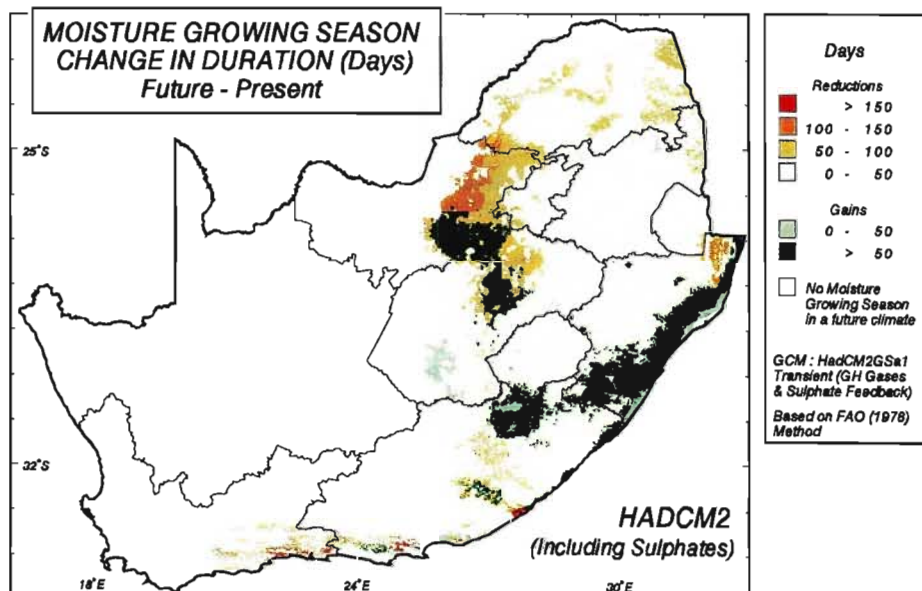 MOISTURE GROWING SEASON
CHANGE IN DURATION (Days)
Future - Present
25°S
32°S
18°E
24°E
30°E
HADCM2
(Including Sulphates)
Days
Reductions
> 150
100 - 150
50 - 100
0 - 50
Gains
0 - 50
> 50
No Moisture
Growing Season
in a future climate
GCM : HadCM2GSa1
Transient (GH Gases
& Sulphate Feedback)
Based on FAO (1978)
Method